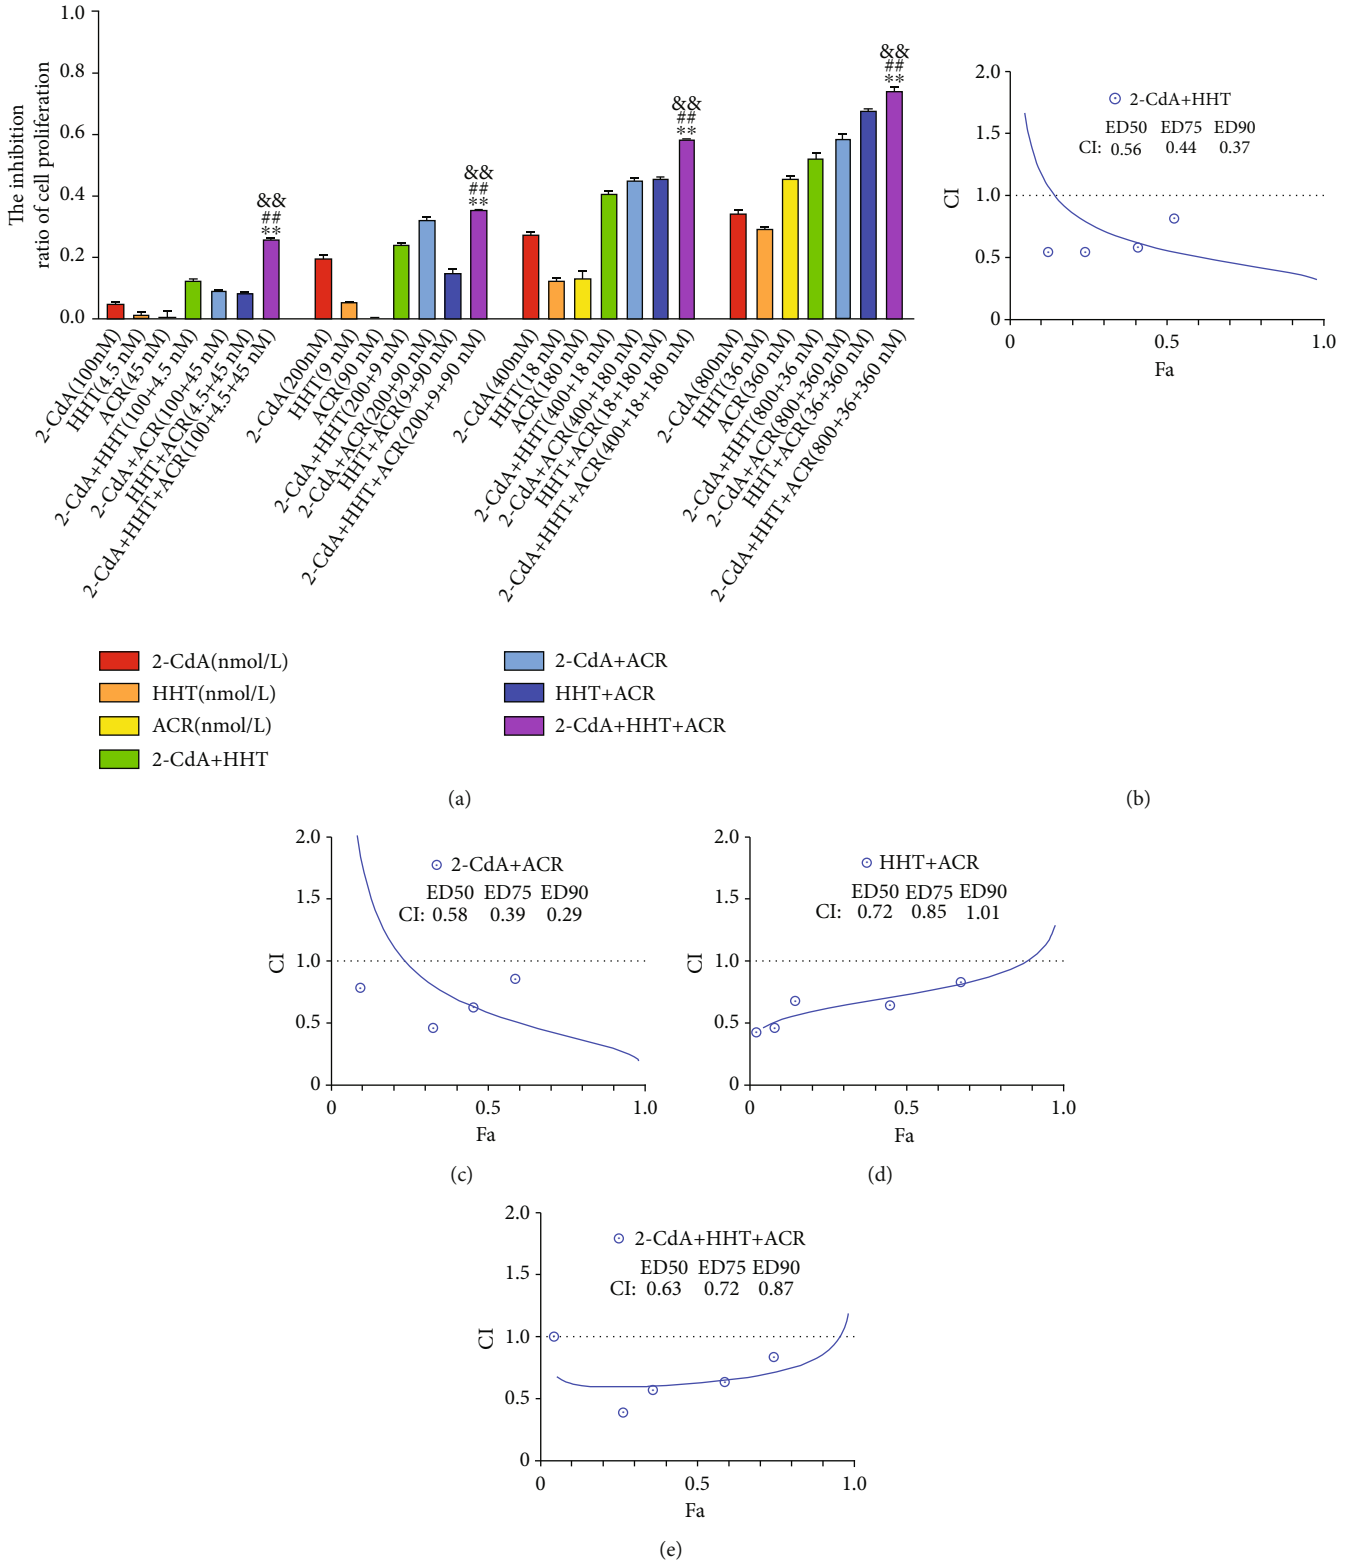 The inhibition
ratio of cell proliferation
1.0
0.8
0.6
0.4
0.2
0.0
&&
##
**
&&
##
**
&&
##
**
&&
##
**
2-CdA(100nM)
HHT(4.5 nM)
ACR(45 nM)
2-CdA+HHT(100+4.5 nM)
2-CdA+ACR(100+45 nM)
HHT+ACR(4.5+45 nM)
2-CdA+HHT+ACR(100+4.5+45 nM)
2-CdA(200nM)
HHT(9 nM)
ACR(90 nM)
2-CdA+HHT(200+9 nM)
2-CdA+ACR(200+90 nM)
HHT+ACR(9+90 nM)
2-CdA+HHT+ACR(200+9+90 nM)
2-CdA(400nM)
HHT(18 nM)
ACR(180 nM)
2-CdA+HHT(400+18 nM)
2-CdA+ACR(400+180 nM)
HHT+ACR(18+180 nM)
2-CdA+HHT+ACR(400+18+180 nM)
2-CdA(800nM)
HHT(36 nM)
ACR(360 nM)
2-CdA+HHT(800+36 nM)
2-CdA+ACR(800+360 nM)
HHT+ACR(36+360 nM)
2-CdA+HHT+ACR(800+36+360 nM)
2-CdA(nmol/L)
HHT(nmol/L)
ACR(nmol/L)
2-CdA+HHT
2-CdA+ACR
HHT+ACR
2-CdA+HHT+ACR
(a)
2.0
1.5
1.0
0.5
0
CI
2-CdA+HHT
ED50 ED75 ED90
CI: 0.56 0.44 0.37
0 0.5 1.0
Fa
(b)
2.0
1.5
1.0
0.5
0
CI
2-CdA+ACR
ED50 ED75 ED90
CI: 0.58 0.39 0.29
0 0.5 1.0
Fa
(c)
2.0
1.5
1.0
0.5
0
CI
HHT+ACR
ED50 ED75 ED90
CI: 0.72 0.85 1.01
0 0.5 1.0
Fa
(d)
2.0
1.5
1.0
0.5
0
CI
2-CdA+HHT+ACR
ED50 ED75 ED90
CI: 0.63 0.72 0.87
0 0.5 1.0
Fa
(e)